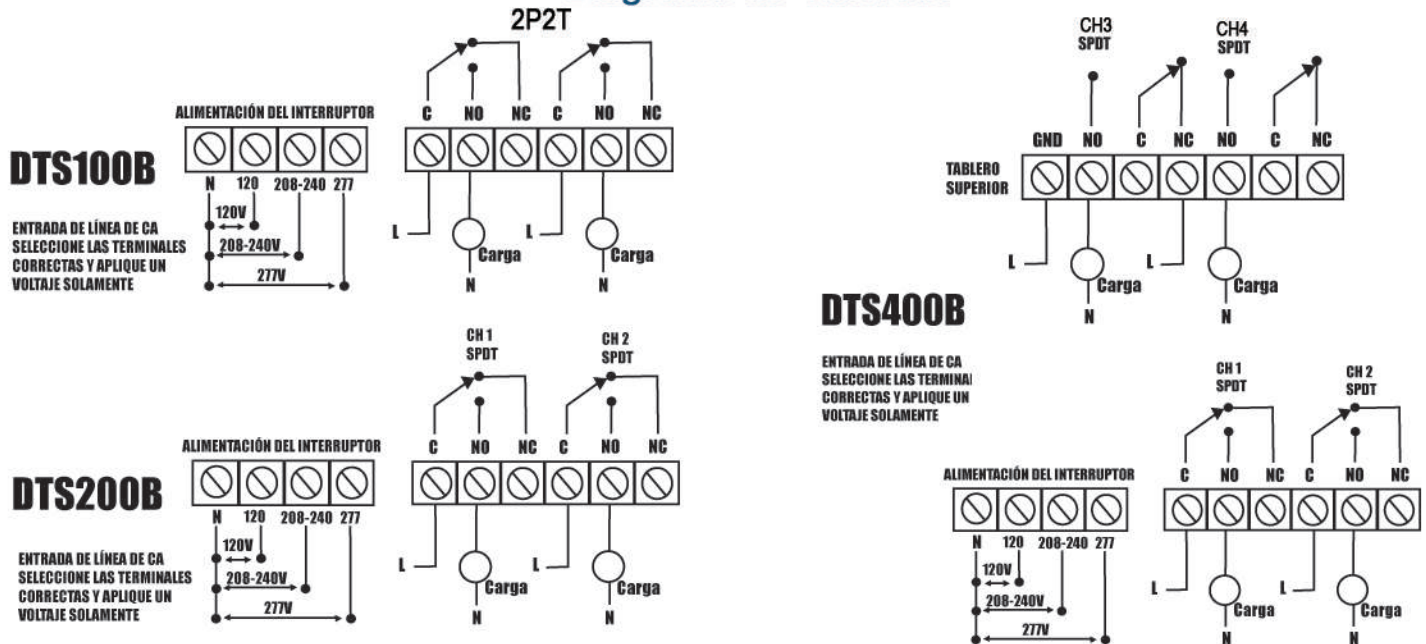 2P2T
C NO NC C NO NC
ALIMENTACIÓN DEL INTERRUPTOR
DTS100B
N 120 208-240 277
120V
208-240V
277V
ENTRADA DE LÍNEA DE CA
SELECCIONE LAS TERMINALES
CORRECTAS Y APLIQUE UN
VOLTAJE SOLAMENTE
L L
Carga Carga
N N
CH 1 CH 2
SPDT SPDT
C NO NC C NO NC
ALIMENTACIÓN DEL INTERRUPTOR
DTS200B
N 120 208-240 277
120V
208-240V
277V
ENTRADA DE LÍNEA DE CA
SELECCIONE LAS TERMINALES
CORRECTAS Y APLIQUE UN
VOLTAJE SOLAMENTE
L L
Carga Carga
N N
CH3 CH4
SPDT SPDT
GND NO C NC NO C NC
TABLERO
SUPERIOR
L L
Carga Carga
N N
DTS400B
ENTRADA DE LÍNEA DE CA
SELECCIONE LAS TERMINAL
CORRECTAS Y APLIQUE UN
VOLTAJE SOLAMENTE
CH 1 CH 2
SPDT SPDT
C NO NC C NO NC
ALIMENTACIÓN DEL INTERRUPTOR
N 120 208-240 277
120V
208-240V
277V
L L
Carga Carga
N N